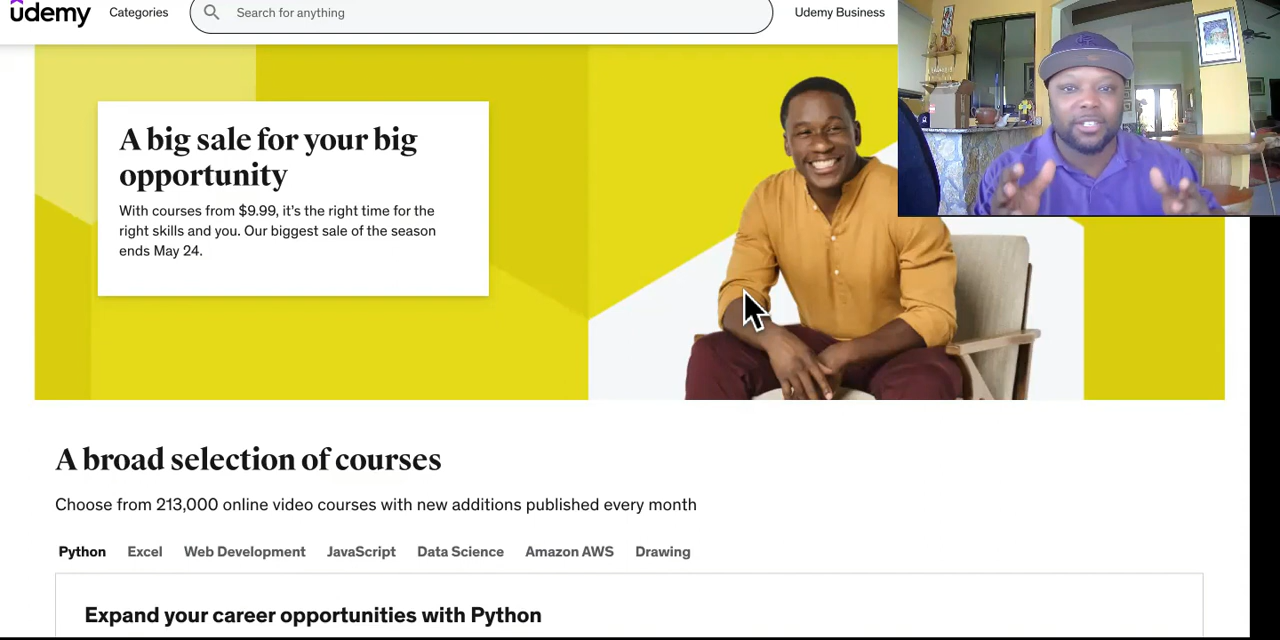 ûdemy
Categories
Search for anything
Udemy Business
A big sale for your big
opportunity
With courses from $9.99, it's the right time for the
right skills and you. Our biggest sale of the season
ends May 24.
A broad selection of courses
Choose from 213,000 online video courses with new additions published every month
Python Excel Web Development JavaScript Data Science Amazon AWS Drawing
Expand your career opportunities with Python